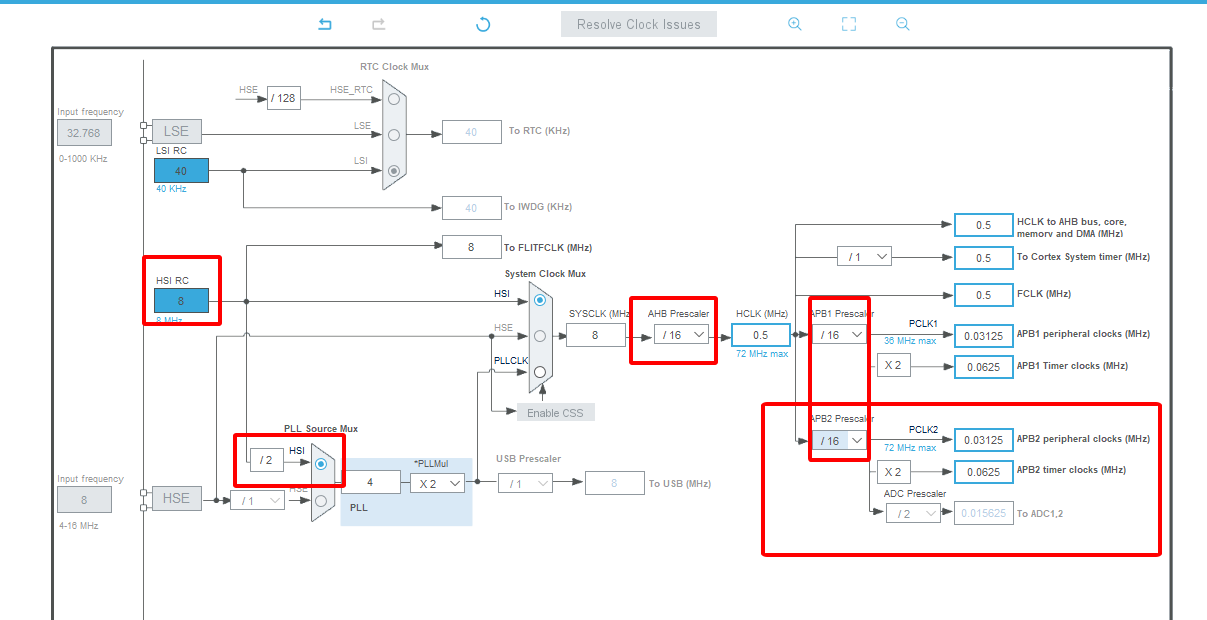 Resolve Clock Issues
RTC Clock Mux
HSE
/ 128
HSE_RTC
Input frequency
32.768
0-1000 KHz
LSE
LSE
40
To RTC (KHz)
LSI RC
40
40 KHz
LSI
40
To IWDG (KHz)
8
To FLITFCLK (MHz)
HSI RC
8
8 MHz
System Clock Mux
HSI
HSE
PLLCLK
SYSCLK (MHz
8
AHB Prescaler
/ 16
HCLK (MHz)
0.5
72 MHz max
Enable CSS
0.5
HCLK to AHB bus, core,
memory and DMA (MHz)
/ 1
0.5
To Cortex System timer (MHz)
0.5
FCLK (MHz)
APB1 Prescaler
/ 16
PCLK1
36 MHz max
0.03125
APB1 peripheral clocks (MHz)
X 2
0.0625
APB1 Timer clocks (MHz)
APB2 Prescaler
/ 16
PCLK2
72 MHz max
0.03125
APB2 peripheral clocks (MHz)
X 2
0.0625
APB2 timer clocks (MHz)
ADC Prescaler
/ 2
0.015625
To ADC1,2
PLL Source Mux
/ 2
HSI
HSE
4
*PLLMul
X 2
PLL
USB Prescaler
/ 1
8
To USB (MHz)
Input frequency
8
4-16 MHz
HSE
/ 1